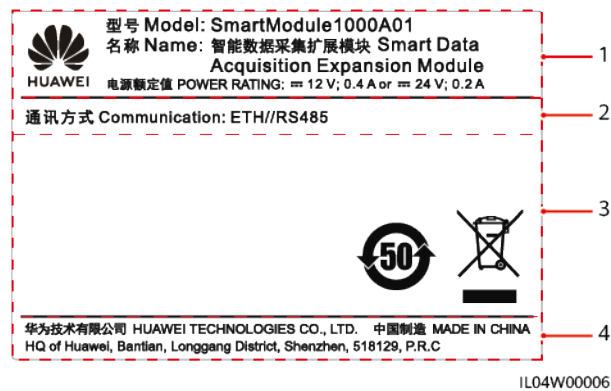 型号 Model: SmartModule1000A01
名称 Name: 智能数据采集扩展模块 Smart Data
Acquisition Expansion Module
HUAWEI
电源额定值 POWER RATING: ⎓ 12 V; 0.4 A or ⎓ 24 V; 0.2 A
1
通讯方式 Communication: ETH//RS485
2
3
50
华为技术有限公司 HUAWEI TECHNOLOGIES CO., LTD. 中国制造 MADE IN CHINA
HQ of Huawei, Bantian, Longgang District, Shenzhen, 518129, P.R.C
4
IL04W00006